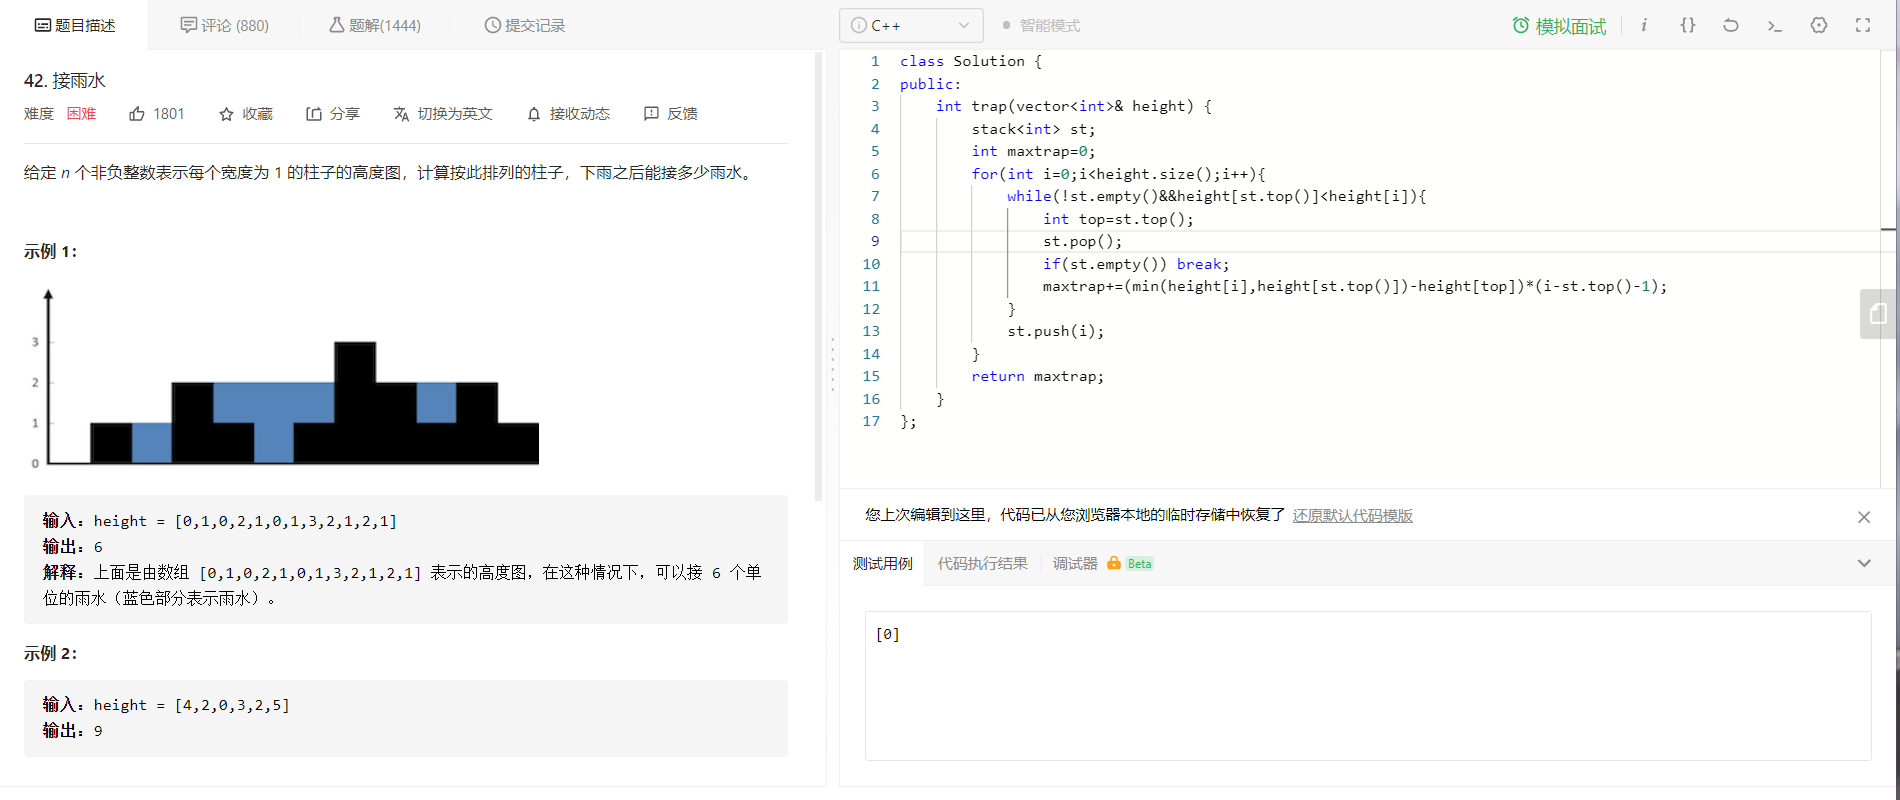 题目描述
评论 (880)
题解(1444)
提交记录
42. 接雨水
难度 困难 1801 收藏 分享 切换为英文 接收动态 反馈
给定 n 个非负整数表示每个宽度为 1 的柱子的高度图，计算按此排列的柱子，下雨之后能接多少雨水。
示例 1：
3
2
1
0
输入：height = [0,1,0,2,1,0,1,3,2,1,2,1]
输出：6
解释：上面是由数组 [0,1,0,2,1,0,1,3,2,1,2,1] 表示的高度图，在这种情况下，可以接 6 个单
位的雨水（蓝色部分表示雨水）。
示例 2：
输入：height = [4,2,0,3,2,5]
输出：9
C++
智能模式
模拟面试
1 class Solution {
2 public:
3     int trap(vector<int>& height) {
4         stack<int> st;
5         int maxtrap=0;
6         for(int i=0;i<height.size();i++){
7             while(!st.empty()&&height[st.top()]<height[i]){
8                 int top=st.top();
9                 st.pop();
10                 if(st.empty()) break;
11                 maxtrap+=(min(height[i],height[st.top()])-height[top])*(i-st.top()-1);
12             }
13             st.push(i);
14         }
15         return maxtrap;
16     }
17 };
您上次编辑到这里，代码已从您浏览器本地的临时存储中恢复了 还原默认代码模版
测试用例 代码执行结果 调试器 Beta
[0]